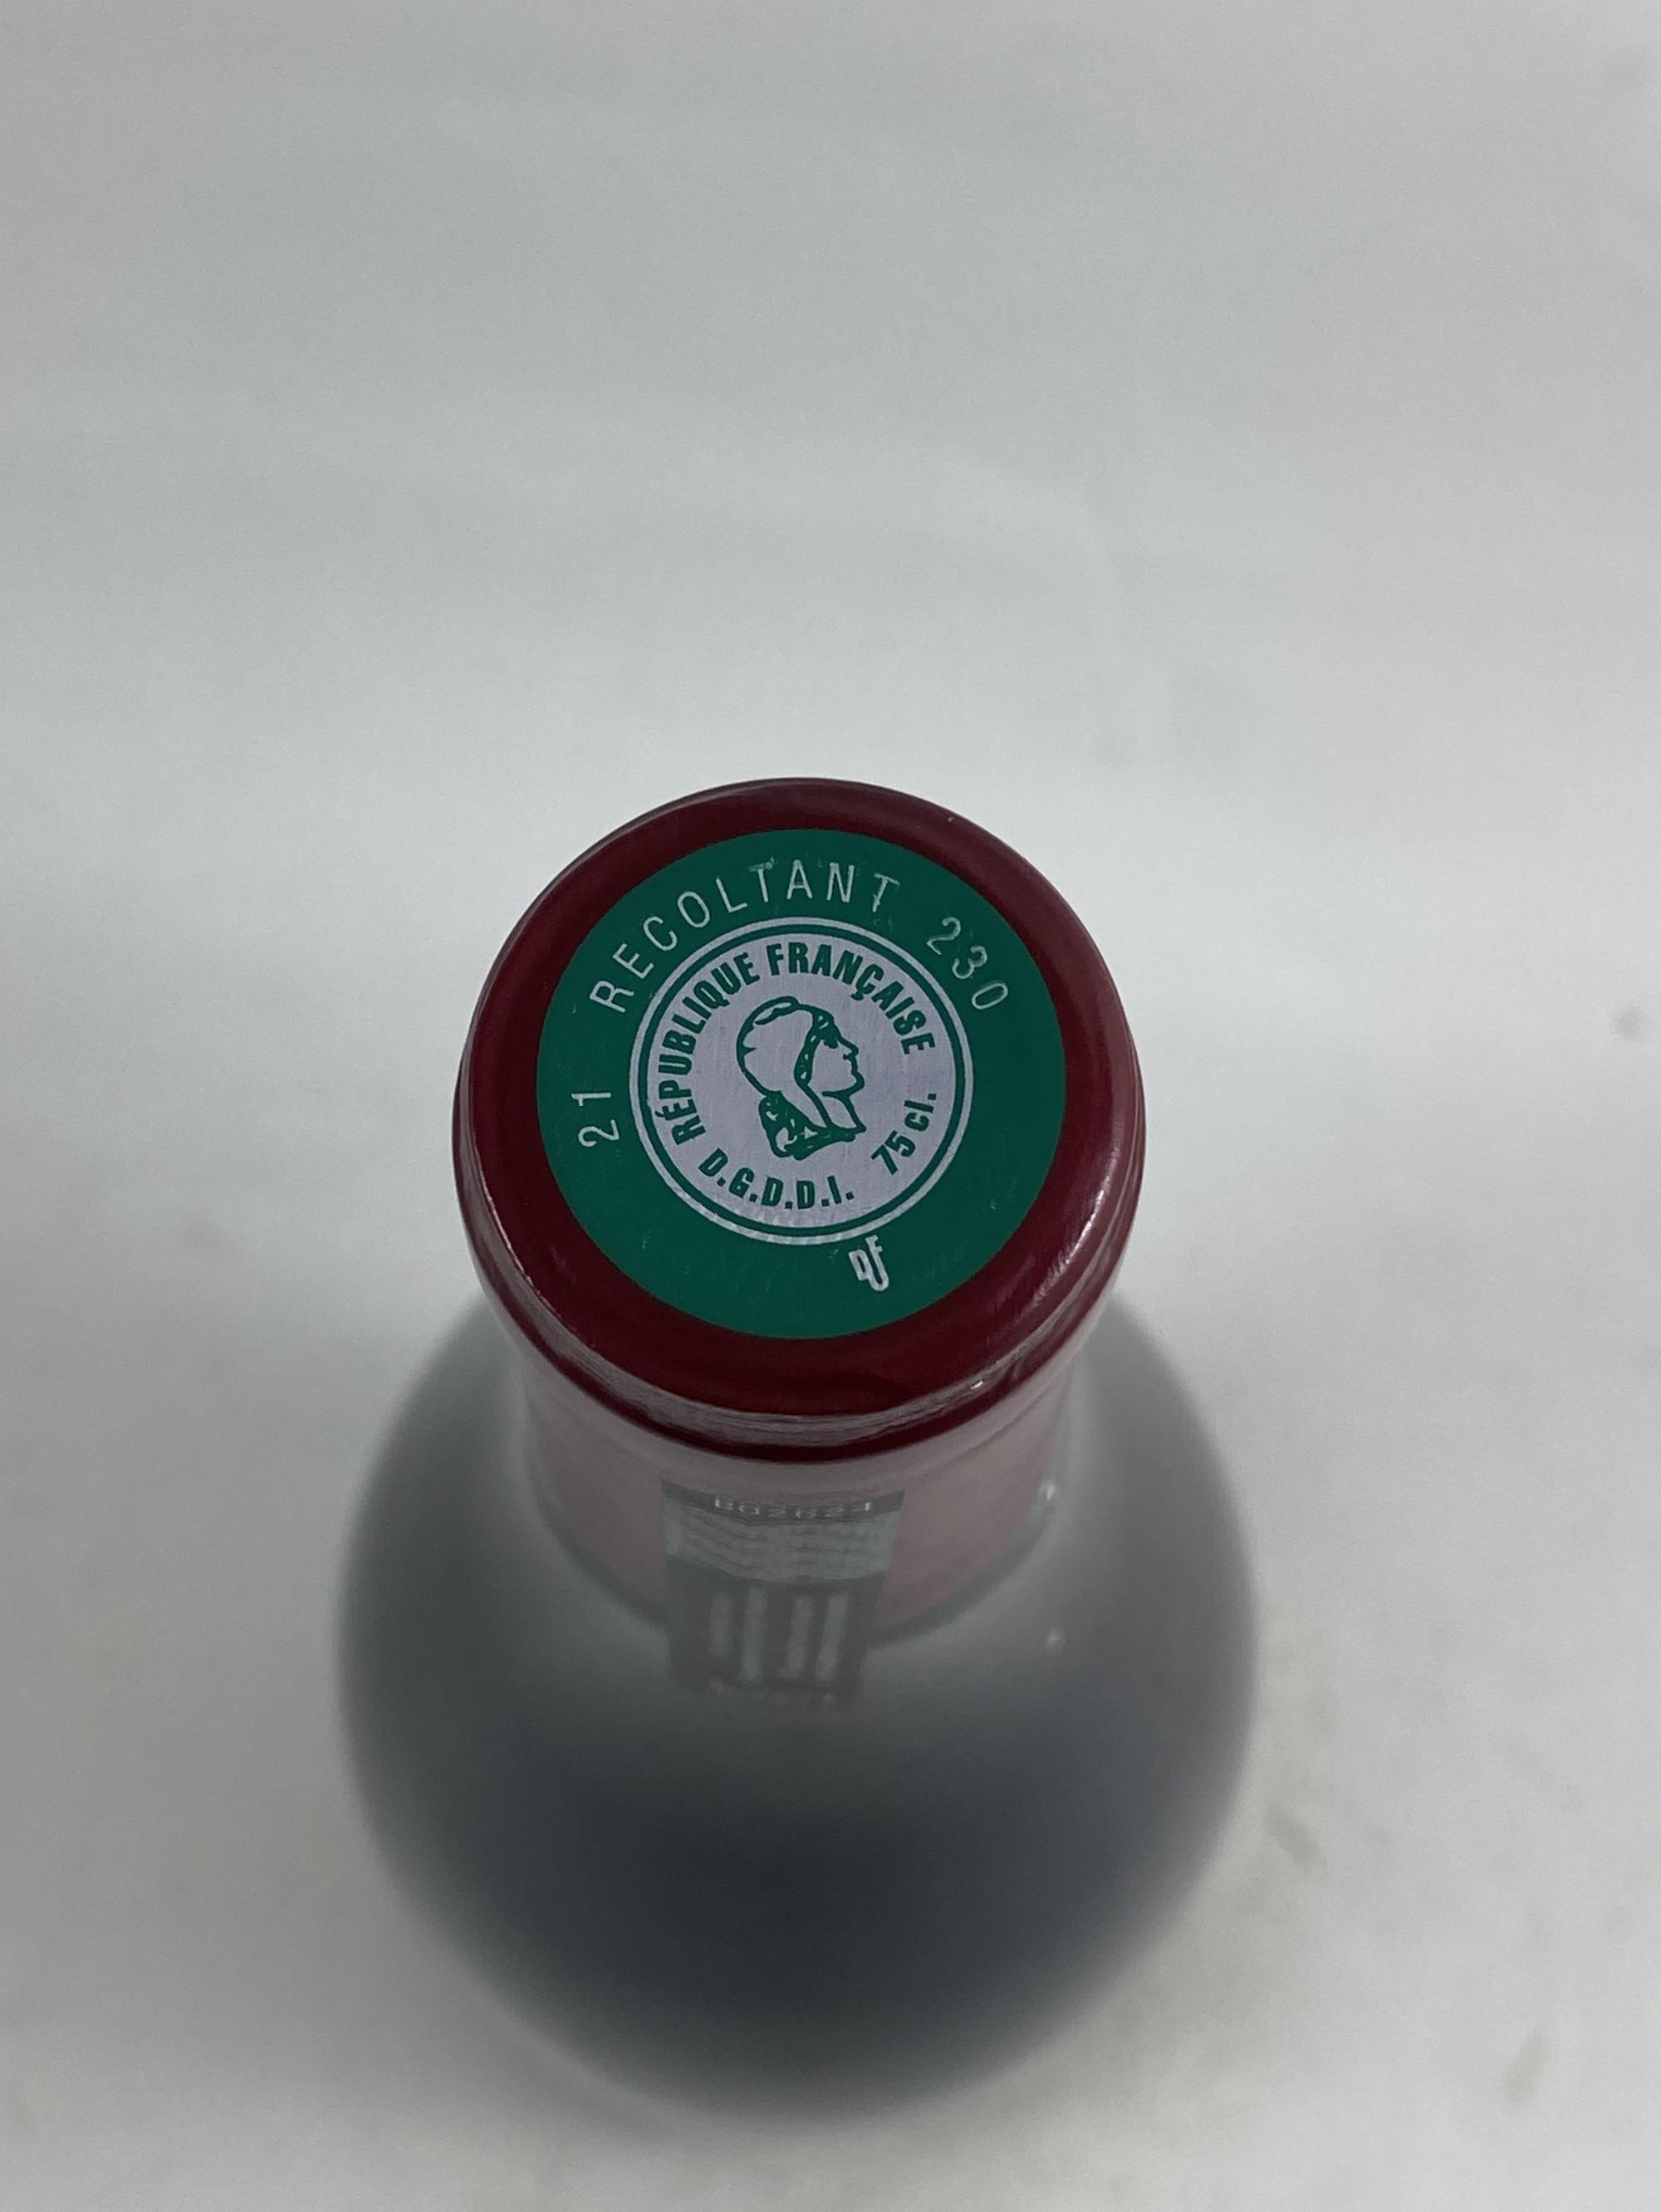 21 RECOLTANT 230
RÉPUBLIQUE FRANÇAISE
D.G.D.D.I. 75 cl.